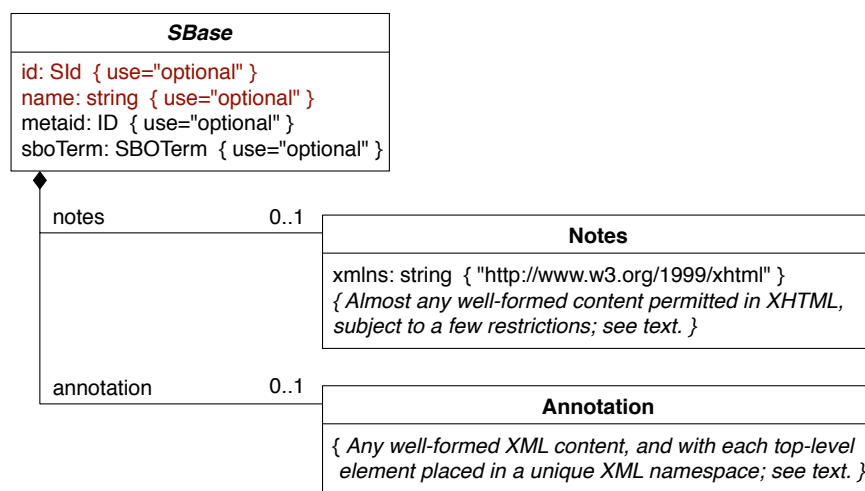 SBase
id: SId { use="optional" }
name: string { use="optional" }
metaid: ID { use="optional" }
sboTerm: SBOTerm { use="optional" }
notes 0..1
Notes
xmlns: string { "http://www.w3.org/1999/xhtml" }
{ Almost any well-formed content permitted in XHTML,
subject to a few restrictions; see text. }
annotation 0..1
Annotation
{ Any well-formed XML content, and with each top-level
element placed in a unique XML namespace; see text. }